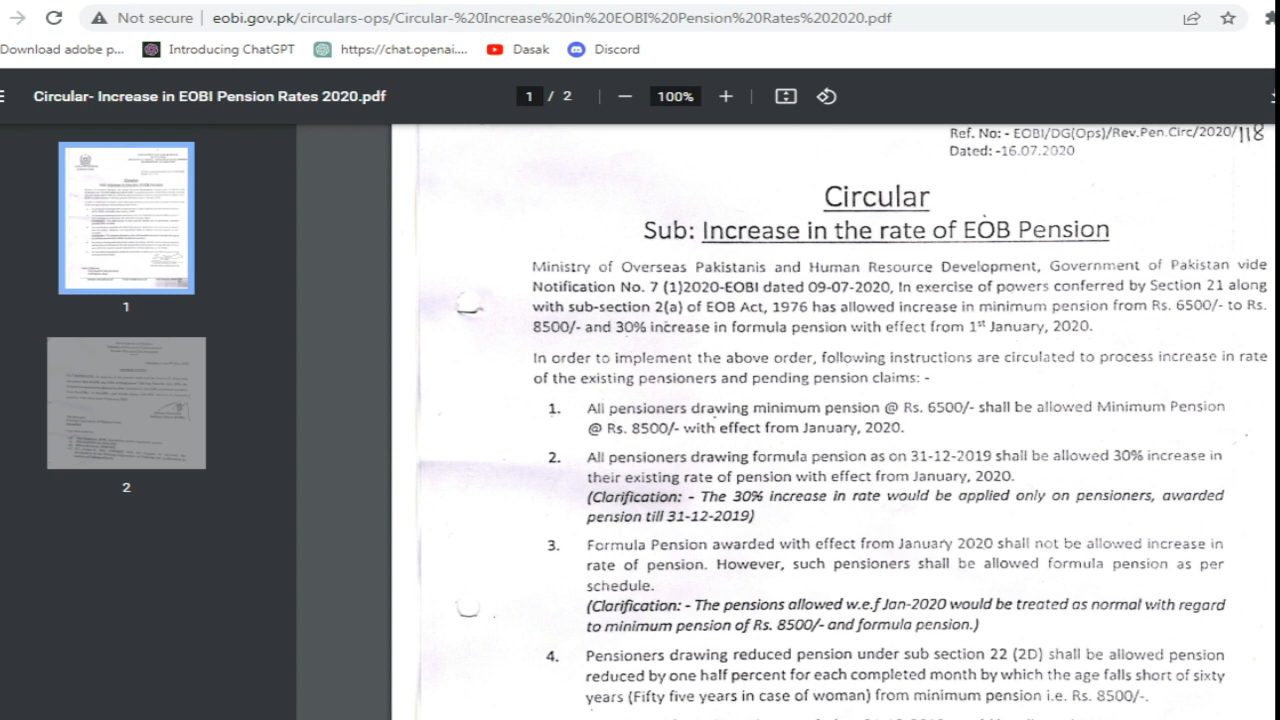 Not secure | eobi.gov.pk/circulars-ops/Circular-%20Increase%20in%20EOBI%20Pension%20Rates%202020.pdf
Download adobe p... Introducing ChatGPT https://chat.openai.... Dasak Discord
Circular- Increase in EOBI Pension Rates 2020.pdf 1 / 2 100%
Ref. No: - EOBI/DG(Ops)/Rev.Pen.Circ/2020/118
Dated: -16.07.2020
Circular
Sub: Increase in the rate of EOB Pension
Ministry of Overseas Pakistanis and Human Resource Development, Government of Pakistan vide
Notification No. 7 (1)2020-EOBI dated 09-07-2020, In exercise of powers conferred by Section 21 along
with sub-section 2(a) of EOB Act, 1976 has allowed increase in minimum pension from Rs. 6500/- to Rs.
8500/- and 30% increase in formula pension with effect from 1st January, 2020.
In order to implement the above order, following instructions are circulated to process increase in rate
of the existing pensioners and pending pension claims: -
1. All pensioners drawing minimum pension @ Rs. 6500/- shall be allowed Minimum Pension
@ Rs. 8500/- with effect from January, 2020.
2. All pensioners drawing formula pension as on 31-12-2019 shall be allowed 30% increase in
their existing rate of pension with effect from January, 2020.
(Clarification: - The 30% increase in rate would be applied only on pensioners, awarded
pension till 31-12-2019)
3. Formula Pension awarded with effect from January 2020 shall not be allowed increase in
rate of pension. However, such pensioners shall be allowed formula pension as per
schedule.
(Clarification: - The pensions allowed w.e.f Jan-2020 would be treated as normal with regard
to minimum pension of Rs. 8500/- and formula pension.)
4. Pensioners drawing reduced pension under sub section 22 (2D) shall be allowed pension
reduced by one half percent for each completed month by which the age falls short of sixty
years (Fifty five years in case of woman) from minimum pension i.e. Rs. 8500/-.
1
2